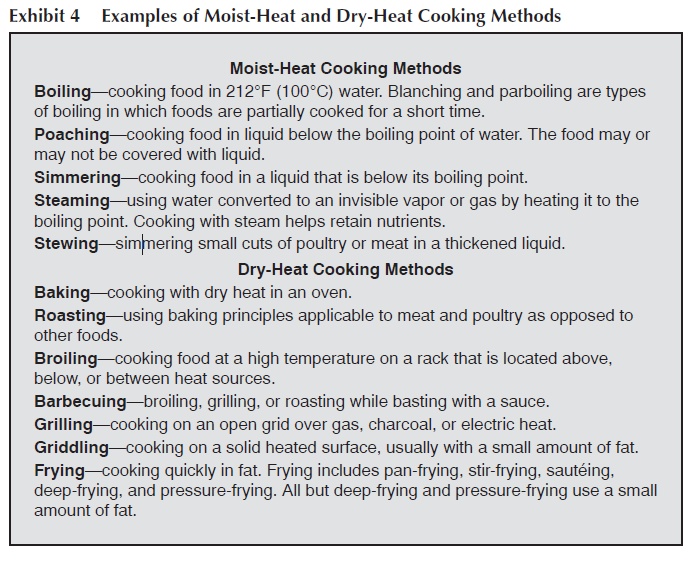 Exhibit 4 Examples of Moist-Heat and Dry-Heat Cooking Methods
Moist-Heat Cooking Methods
Boiling—cooking food in 212°F (100°C) water. Blanching and parboiling are types
of boiling in which foods are partially cooked for a short time.
Poaching—cooking food in liquid below the boiling point of water. The food may or
may not be covered with liquid.
Simmering—cooking food in a liquid that is below its boiling point.
Steaming—using water converted to an invisible vapor or gas by heating it to the
boiling point. Cooking with steam helps retain nutrients.
Stewing—simmering small cuts of poultry or meat in a thickened liquid.
Dry-Heat Cooking Methods
Baking—cooking with dry heat in an oven.
Roasting—using baking principles applicable to meat and poultry as opposed to
other foods.
Broiling—cooking food at a high temperature on a rack that is located above,
below, or between heat sources.
Barbecuing—broiling, grilling, or roasting while basting with a sauce.
Grilling—cooking on an open grid over gas, charcoal, or electric heat.
Griddling—cooking on a solid heated surface, usually with a small amount of fat.
Frying—cooking quickly in fat. Frying includes pan-frying, stir-frying, sautéing,
deep-frying, and pressure-frying. All but deep-frying and pressure-frying use a small
amount of fat.